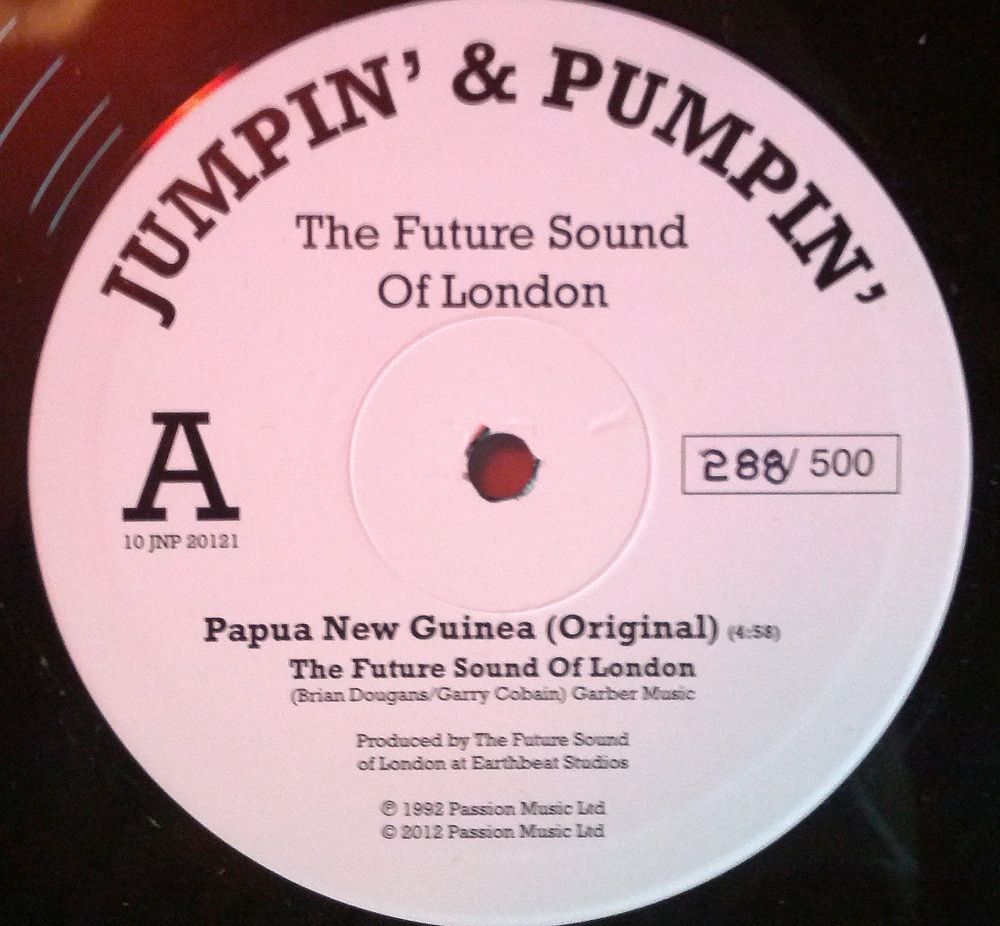 JUMPIN' & PUMPIN'
The Future Sound
Of London
A
10 JNP 20121
288/ 500
Papua New Guinea (Original) (4:58)
The Future Sound Of London
(Brian Dougans/Garry Cobain) Garber Music
Produced by The Future Sound
of London at Earthbeat Studios
℗ 1992 Passion Music Ltd
© 2012 Passion Music Ltd